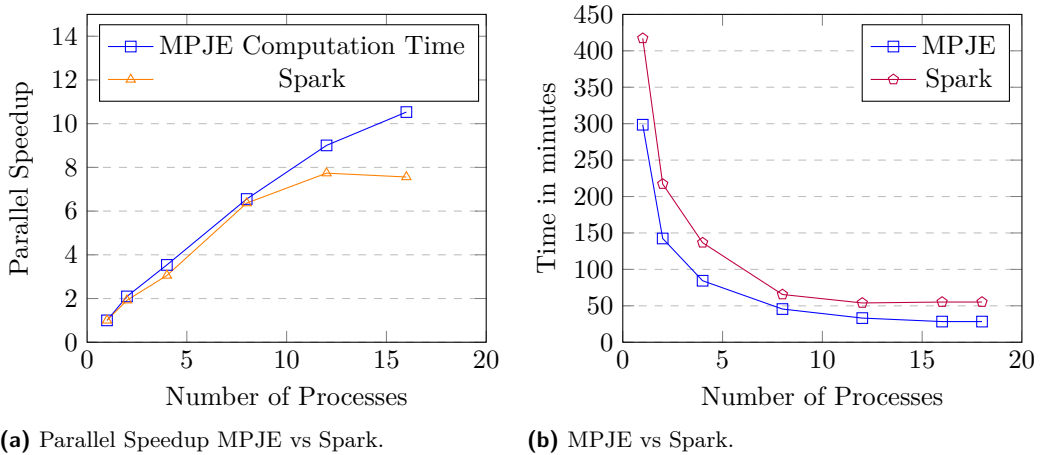 14
12
10
8
6
4
2
0
0
5
10
15
20
Parallel Speedup
Number of Processes
MPJE Computation Time
Spark
(a) Parallel Speedup MPJE vs Spark.
450
400
350
300
250
200
150
100
50
0
0
5
10
15
20
Time in minutes
Number of Processes
MPJE
Spark
(b) MPJE vs Spark.